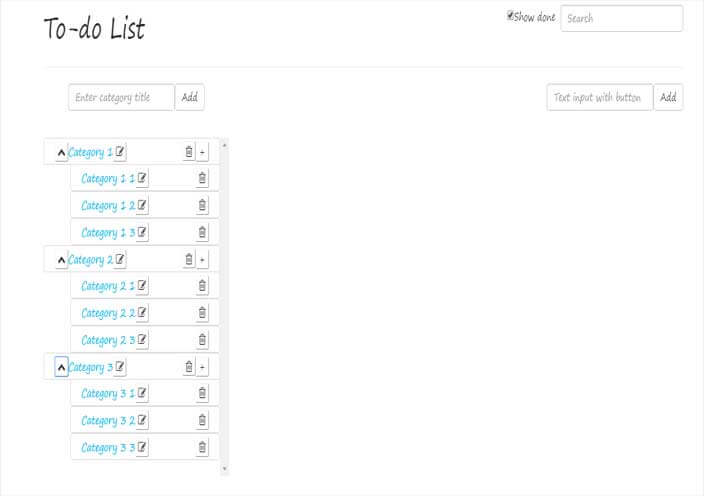 To-do List
Show done
Search
Enter category title
Add
Text input with button
Add
Category 1
+
Category 1 1
Category 1 2
Category 1 3
Category 2
+
Category 2 1
Category 2 2
Category 2 3
Category 3
+
Category 3 1
Category 3 2
Category 3 3